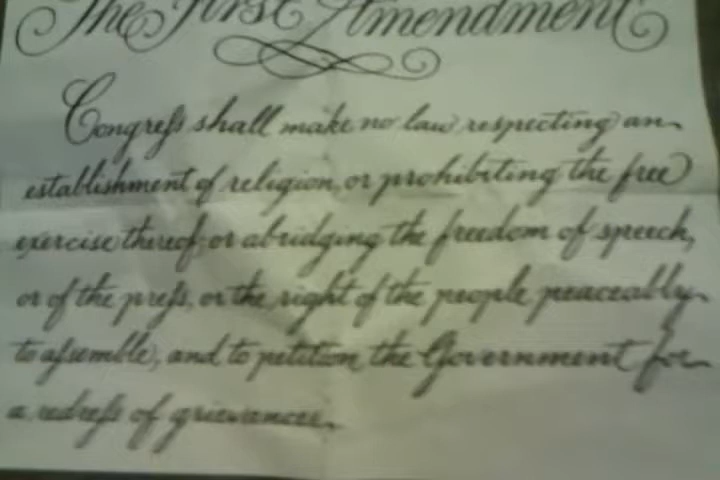 The First Amendment
Congreſs shall make no law respecting an
establishment of religion, or prohibiting the free
exercise thereof; or abridging the freedom of speech,
or of the preſs, or the right of the people peaceably
to aſsemble, and to petition the Government for
a redreſs of grievances.